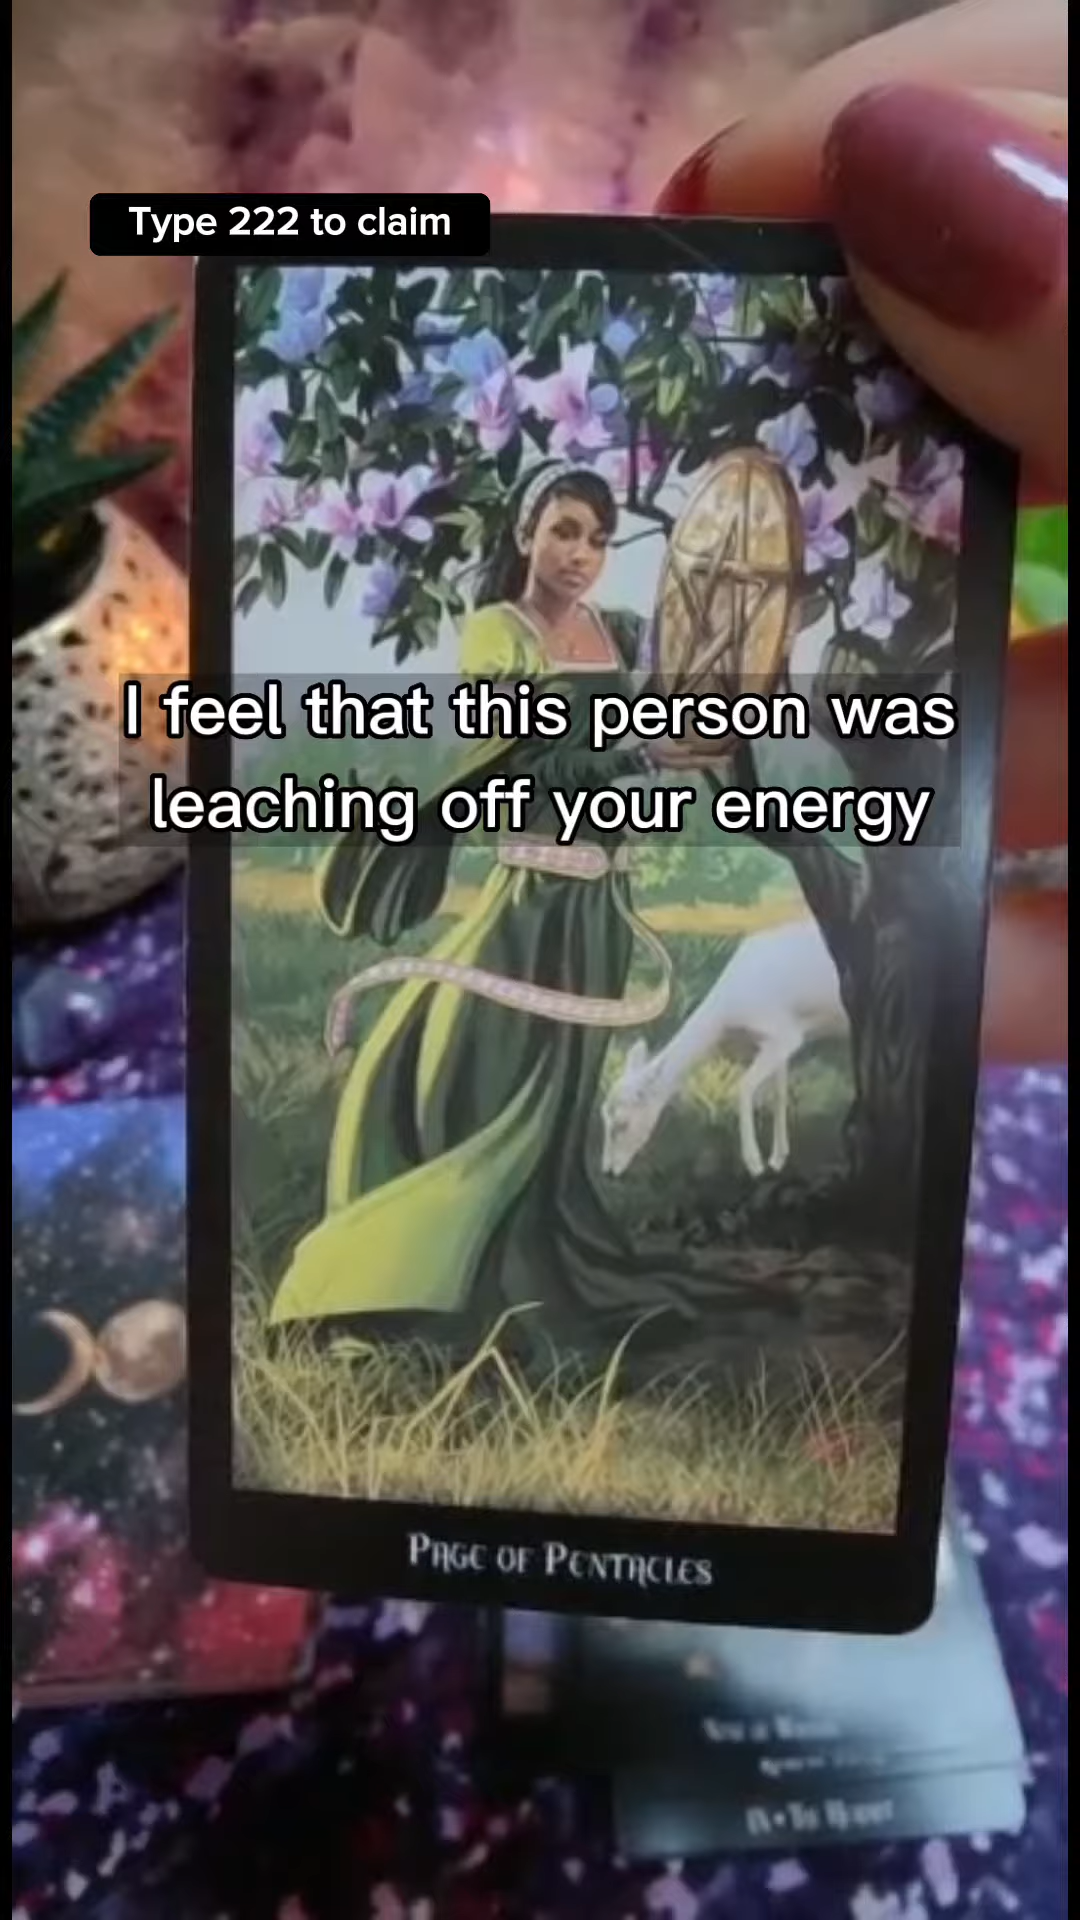 Type 222 to claim
I feel that this person was
leaching off your energy
PAGE OF PENTACLES